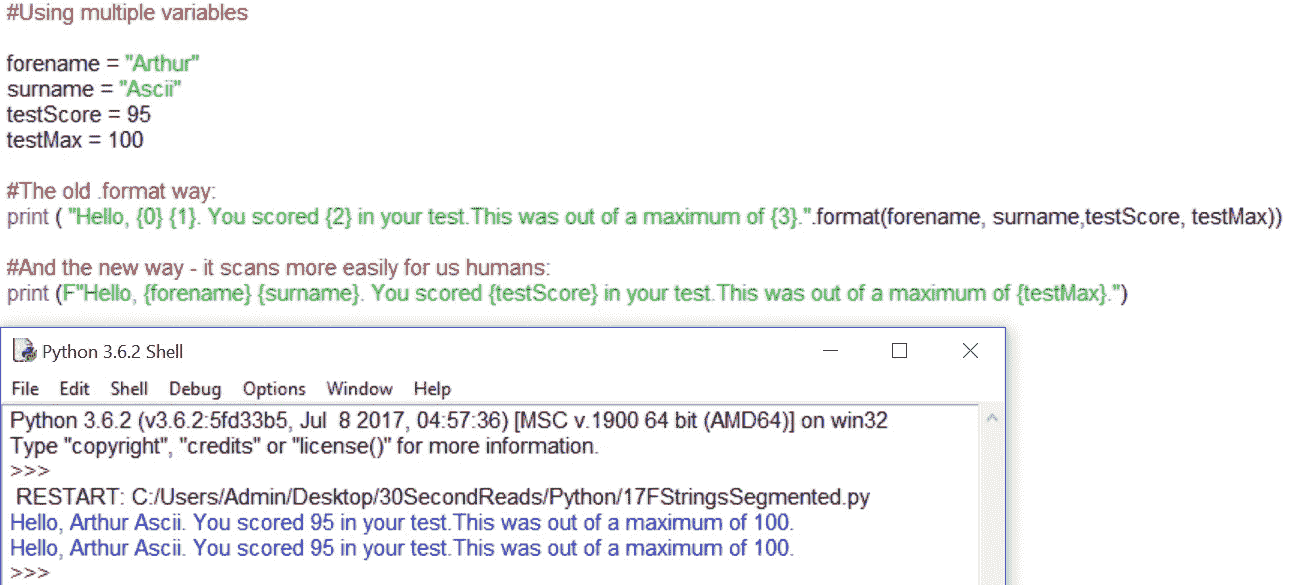 #Using multiple variables
forename = "Arthur"
surname = "Ascii"
testScore = 95
testMax = 100
#The old .format way:
print ( "Hello, {0} {1}. You scored {2} in your test.This was out of a maximum of {3}.".format(forename, surname,testScore, testMax))
#And the new way - it scans more easily for us humans:
print (F"Hello, {forename} {surname}. You scored {testScore} in your test.This was out of a maximum of {testMax}.")
Python 3.6.2 Shell
File Edit Shell Debug Options Window Help
Python 3.6.2 (v3.6.2:5fd33b5, Jul  8 2017, 04:57:36) [MSC v.1900 64 bit (AMD64)] on win32
Type "copyright", "credits" or "license()" for more information.
>>>
RESTART: C:/Users/Admin/Desktop/30SecondReads/Python/17FStringsSegmented.py
Hello, Arthur Ascii. You scored 95 in your test.This was out of a maximum of 100.
Hello, Arthur Ascii. You scored 95 in your test.This was out of a maximum of 100.
>>>